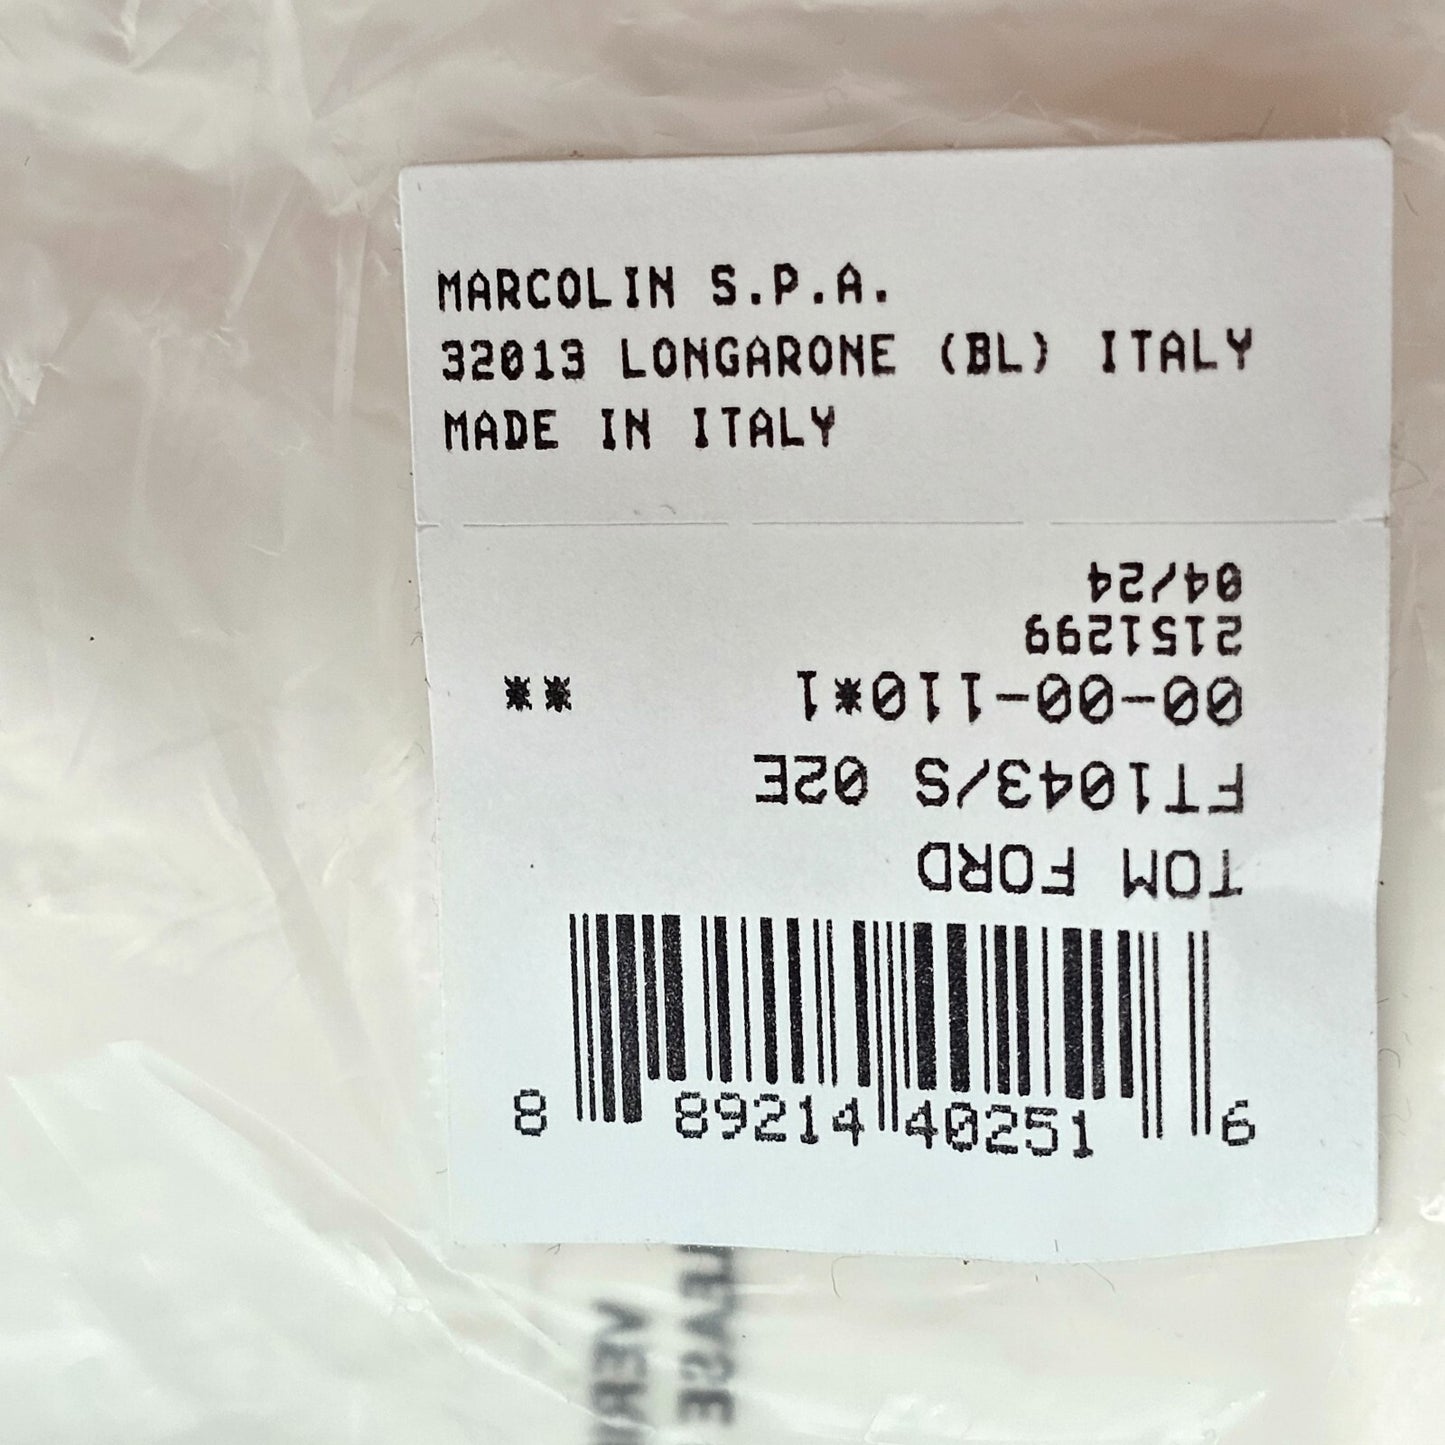 MARCOLIN S.P.A.
32013 LONGARONE (BL) ITALY
MADE IN ITALY
TOM FORD
FT1043/S 02E
00-00-110*1 **
2151299
04/24
8 89214 40251 6